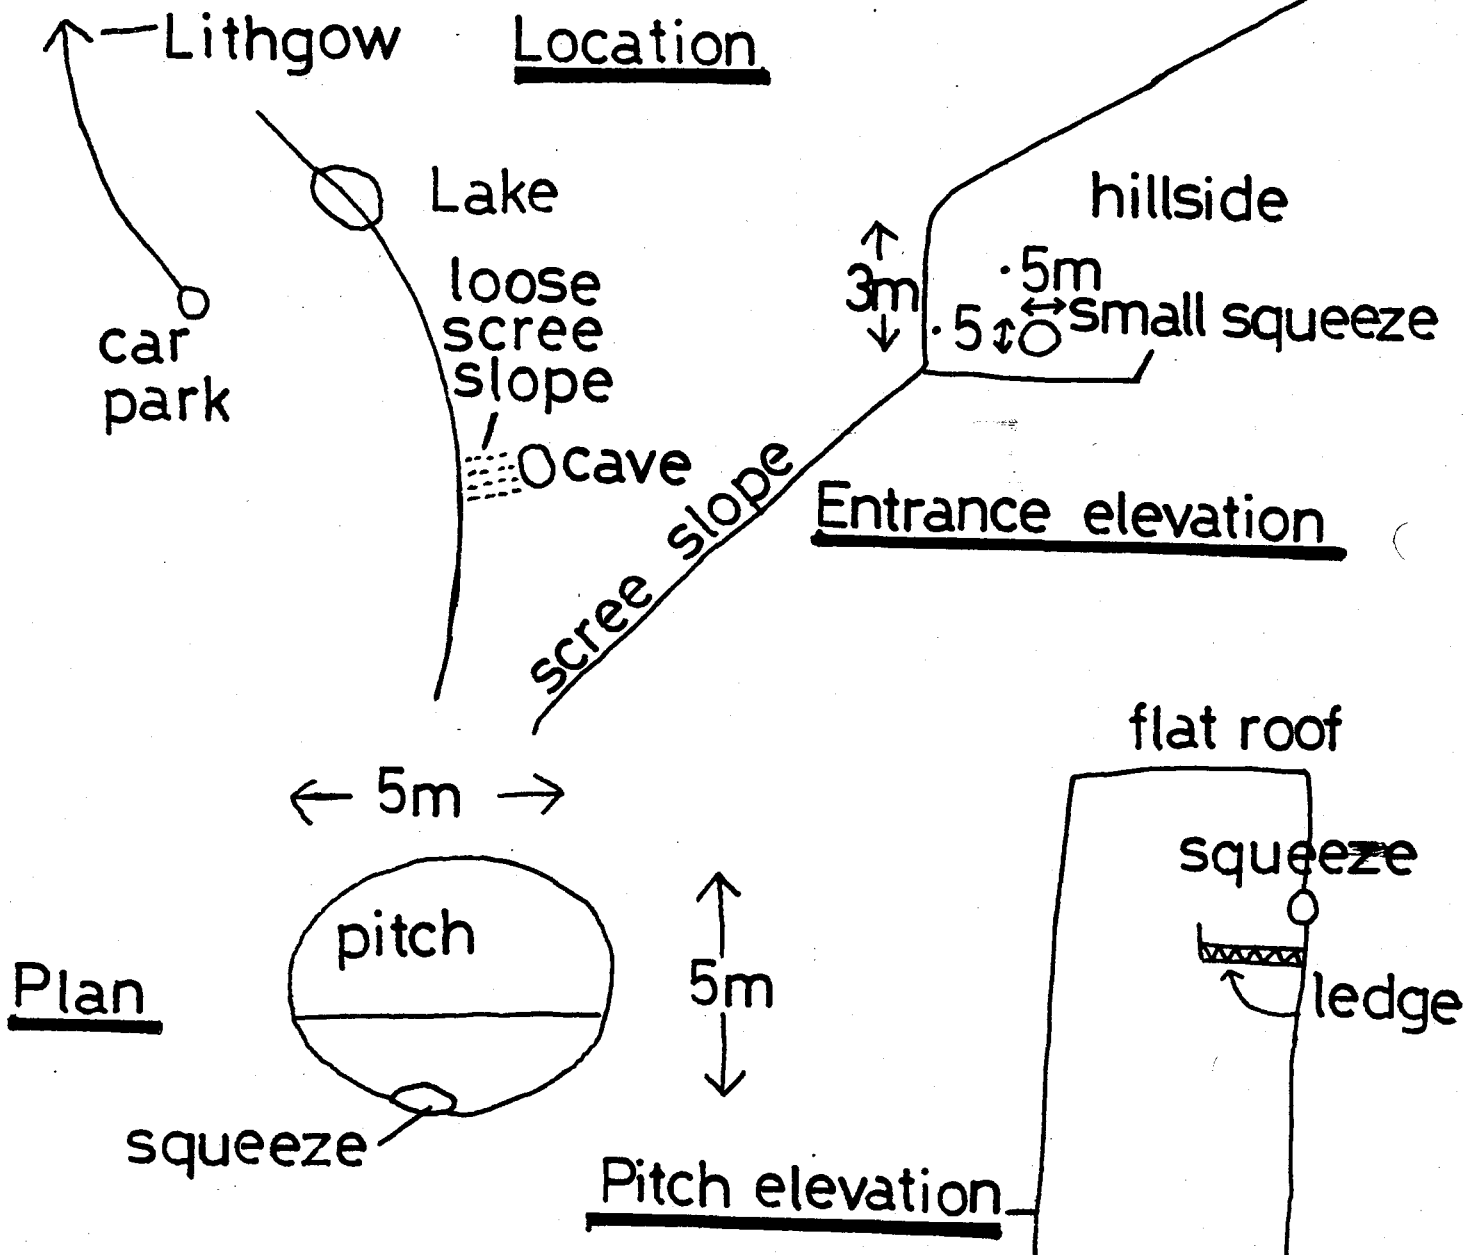 Lithgow
Location
Lake
loose
scree
slope
car
park
cave
hillside
3m
·5m
·5
small squeeze
scree slope
Entrance elevation
5m
pitch
5m
Plan
squeeze
flat roof
squeeze
ledge
Pitch elevation